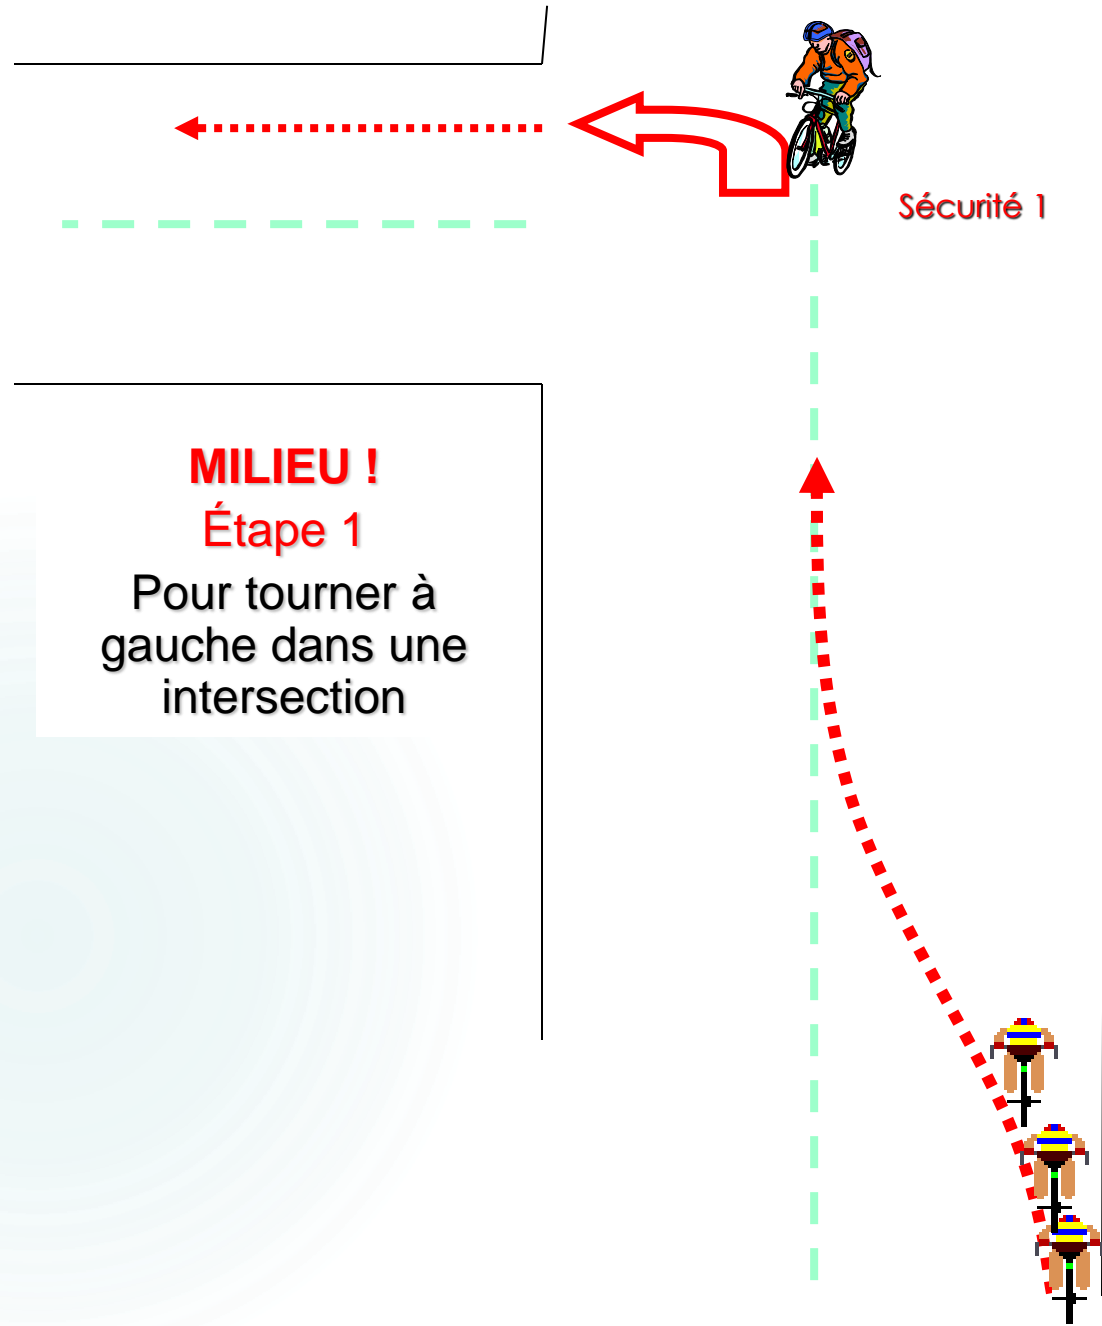 Sécurité 1
MILIEU !
Étape 1
Pour tourner à
gauche dans une
intersection